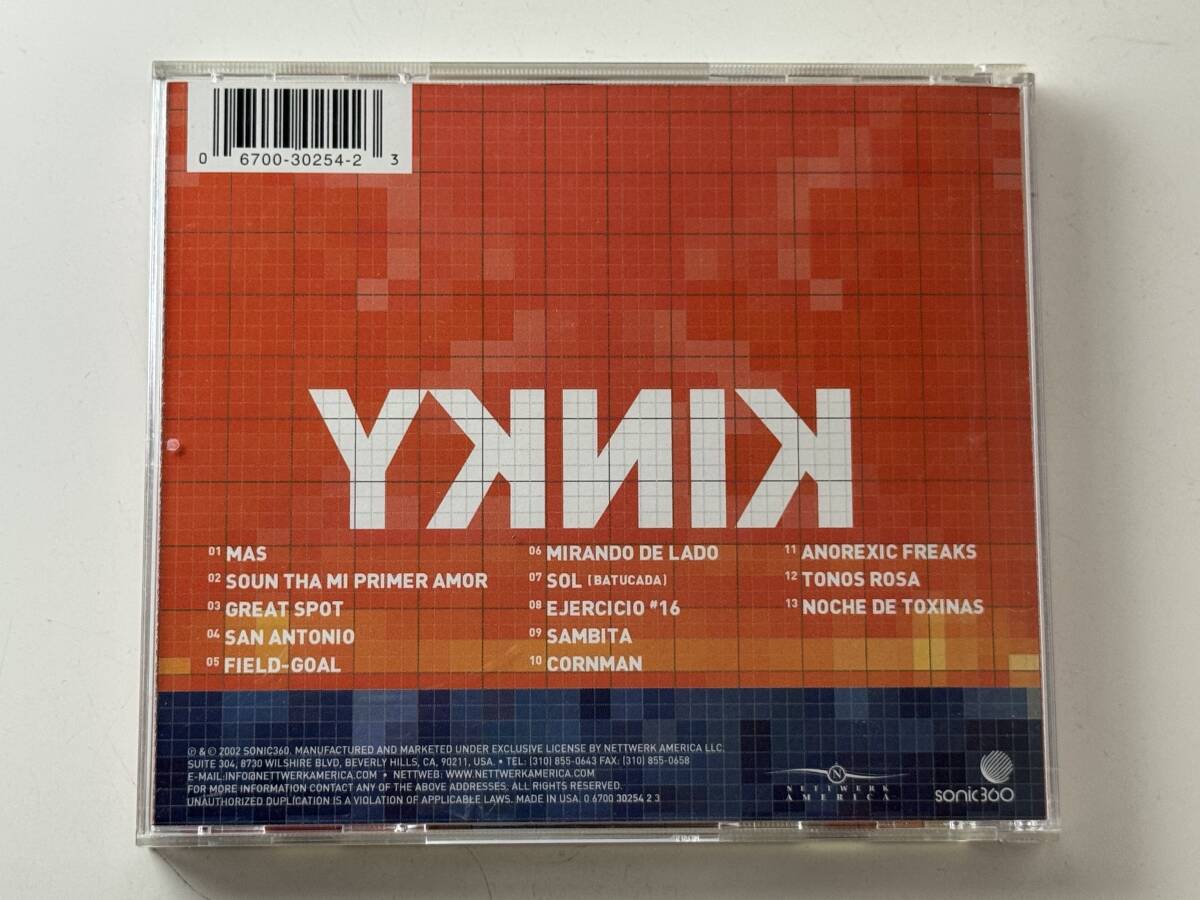 0 6700-30254-2 3
KINKY
01 MAS
02 SOUN THA MI PRIMER AMOR
03 GREAT SPOT
04 SAN ANTONIO
05 FIELD-GOAL
06 MIRANDO DE LADO
07 SOL (BATUCADA)
08 EJERCICIO #16
09 SAMBITA
10 CORNMAN
11 ANOREXIC FREAKS
12 TONOS ROSA
13 NOCHE DE TOXINAS
℗ & © 2002 SONIC360. MANUFACTURED AND MARKETED UNDER EXCLUSIVE LICENSE BY NETTWERK AMERICA LLC.
SUITE 304, 8730 WILSHIRE BLVD, BEVERLY HILLS, CA, 90211, USA. • TEL: (310) 855-0643 FAX: (310) 855-0658
E-MAIL: INFO@NETTWERKAMERICA.COM • NETTWEB: WWW.NETTWERKAMERICA.COM
FOR MORE INFORMATION CONTACT ANY OF THE ABOVE ADDRESSES. ALL RIGHTS RESERVED.
UNAUTHORIZED DUPLICATION IS A VIOLATION OF APPLICABLE LAWS. MADE IN USA 0 6700 30254 2 3
N
NETTWERK
AMERICA
sonic360